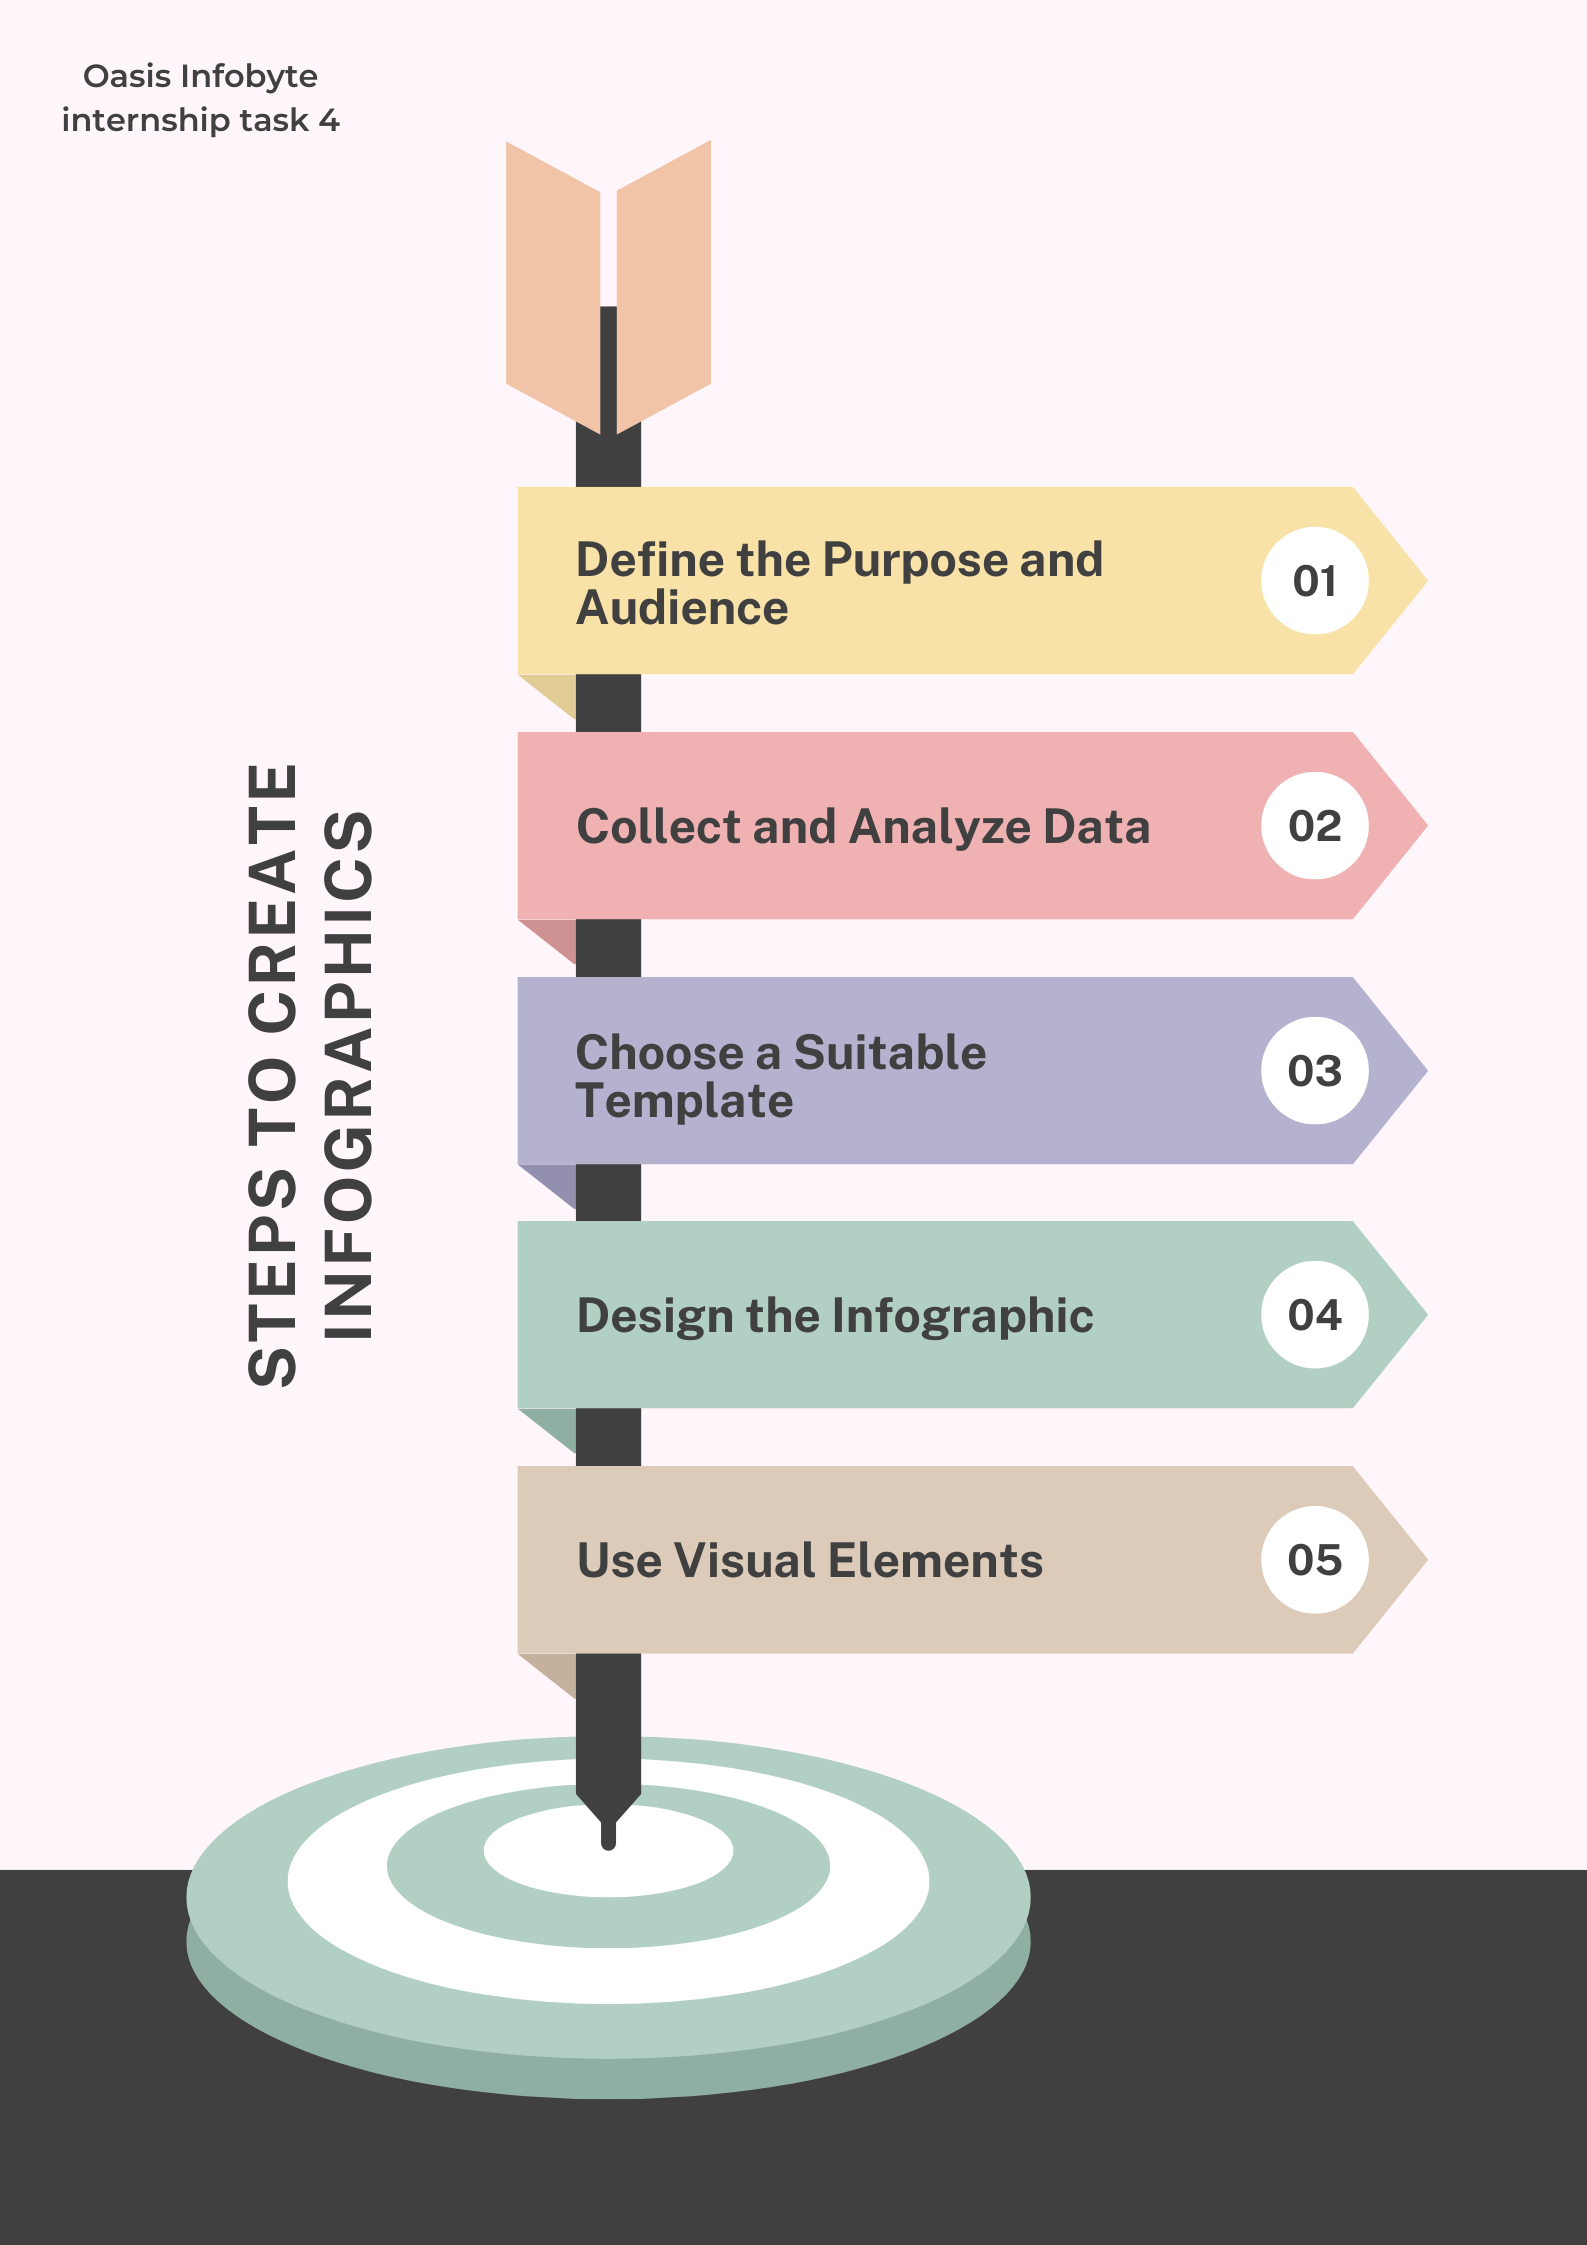 Oasis Infobyte
internship task 4
STEPS TO CREATE
INFOGRAPHICS
Define the Purpose and
Audience
01
Collect and Analyze Data
02
Choose a Suitable
Template
03
Design the Infographic
04
Use Visual Elements
05